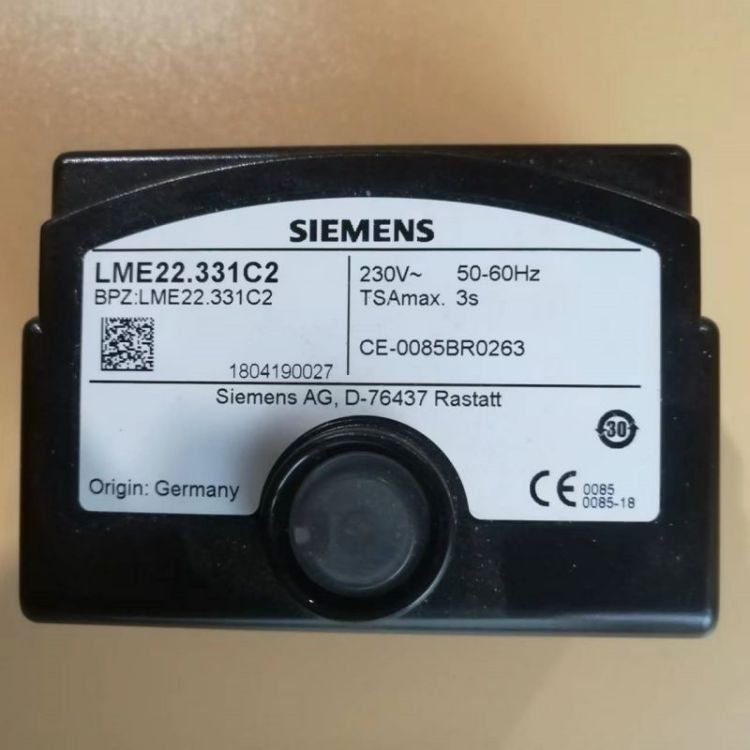 SIEMENS
LME22.331C2
BPZ:LME22.331C2
1804190027
230V~ 50-60Hz
TSAmax. 3s
CE-0085BR0263
Siemens AG, D-76437 Rastatt
30
Origin: Germany
CE 0085
0085-18